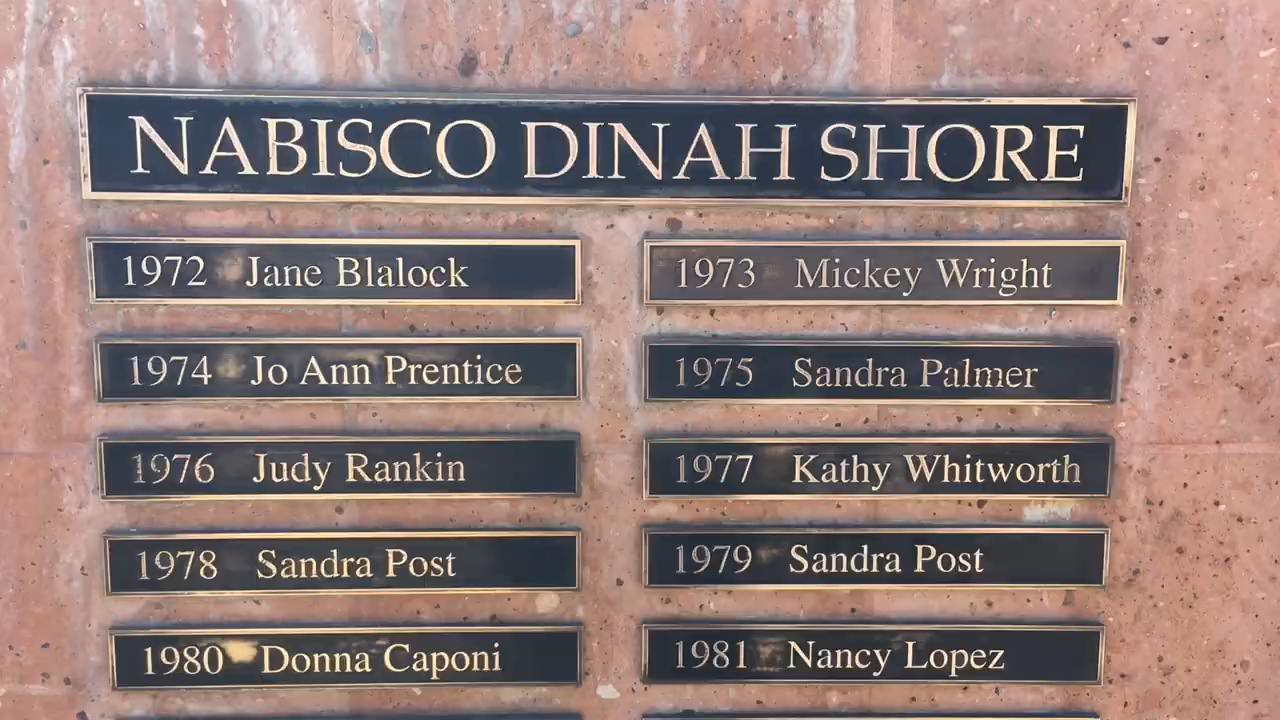 NABISCO DINAH SHORE
1972 Jane Blalock
1973 Mickey Wright
1974 Jo Ann Prentice
1975 Sandra Palmer
1976 Judy Rankin
1977 Kathy Whitworth
1978 Sandra Post
1979 Sandra Post
1980 Donna Caponi
1981 Nancy Lopez